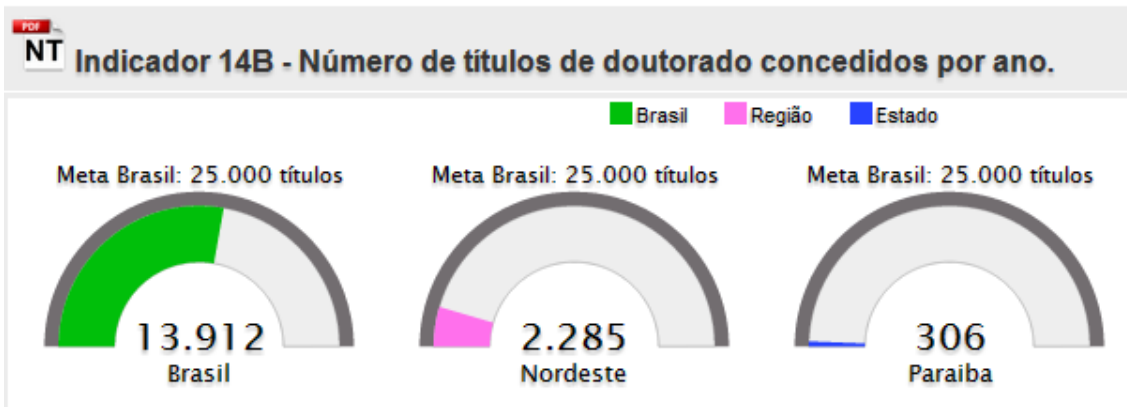 PDF
NT
Indicador 14B - Número de títulos de doutorado concedidos por ano.
Brasil Região Estado
Meta Brasil: 25.000 títulos Meta Brasil: 25.000 títulos Meta Brasil: 25.000 títulos
13.912 2.285 306
Brasil Nordeste Paraiba